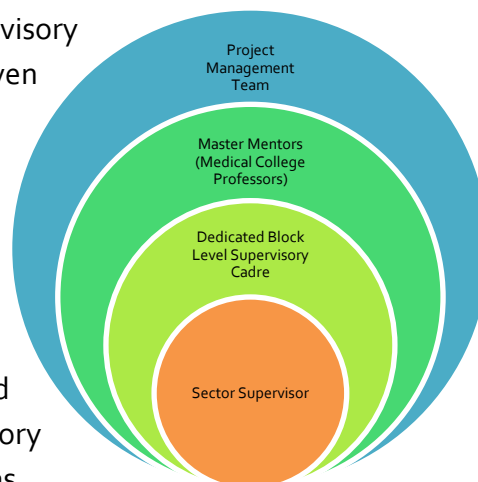 visory
ven
d
ory
Project
Management
Team
Master Mentors
(Medical College
Professors)
Dedicated Block
Level Supervisory
Cadre
Sector Supervisor